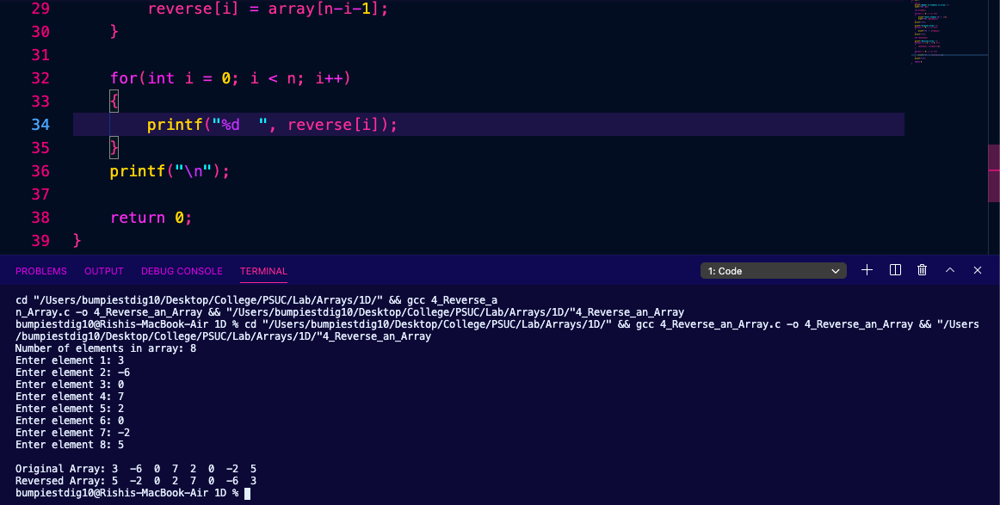 29 reverse[i] = array[n-i-1];
30 }
31
32 for(int i = 0; i < n; i++)
33 {
34 printf("%d  ", reverse[i]);
35 }
36 printf("\n");
37
38 return 0;
39 }
PROBLEMS OUTPUT DEBUG CONSOLE TERMINAL 1: Code
cd "/Users/bumpiestdig10/Desktop/College/PSUC/Lab/Arrays/1D/" && gcc 4_Reverse_a
n_Array.c -o 4_Reverse_an_Array && "/Users/bumpiestdig10/Desktop/College/PSUC/Lab/Arrays/1D/"4_Reverse_an_Array
bumpiestdig10@Rishis-MacBook-Air 1D % cd "/Users/bumpiestdig10/Desktop/College/PSUC/Lab/Arrays/1D/" && gcc 4_Reverse_an_Array.c -o 4_Reverse_an_Array && "/Users
/bumpiestdig10/Desktop/College/PSUC/Lab/Arrays/1D/"4_Reverse_an_Array
Number of elements in array: 8
Enter element 1: 3
Enter element 2: -6
Enter element 3: 0
Enter element 4: 7
Enter element 5: 2
Enter element 6: 0
Enter element 7: -2
Enter element 8: 5
Original Array: 3  -6  0  7  2  0  -2  5
Reversed Array: 5  -2  0  2  7  0  -6  3
bumpiestdig10@Rishis-MacBook-Air 1D %